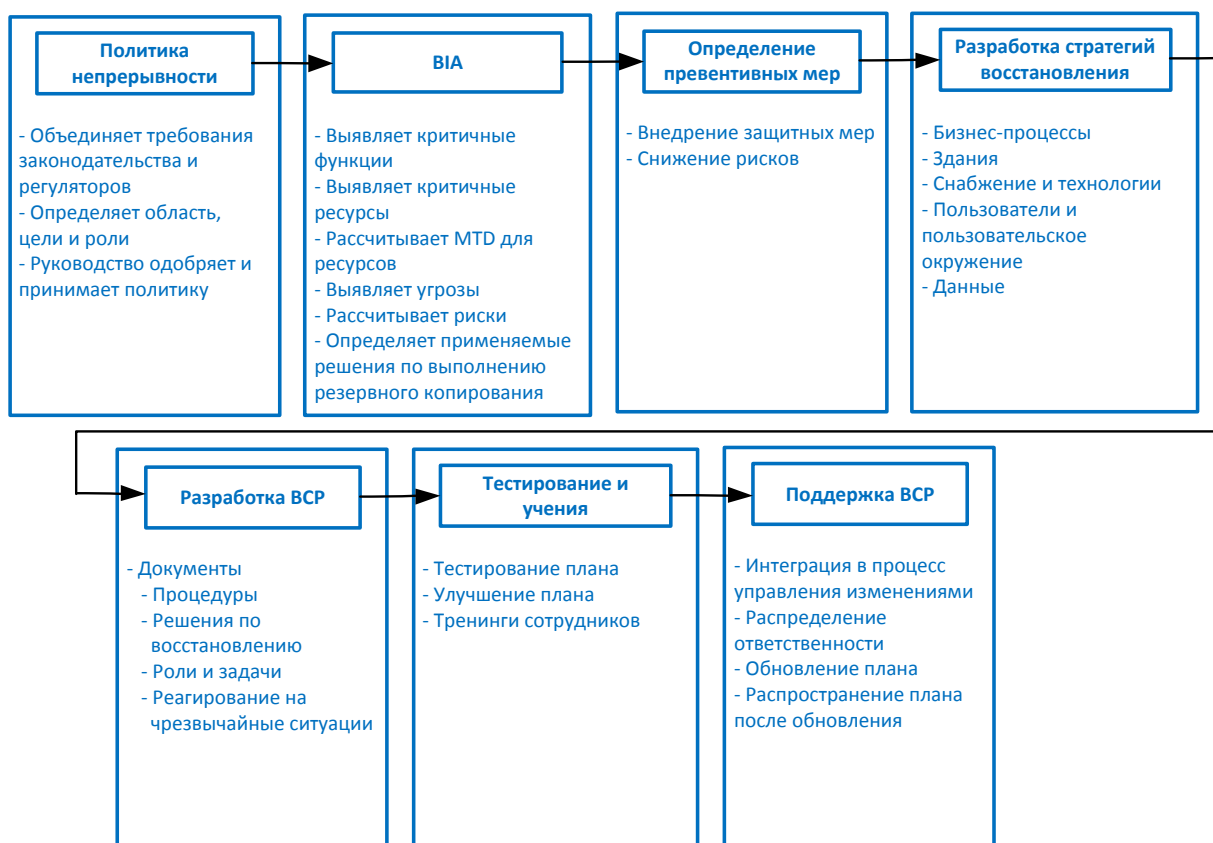 Политика
непрерывности
- Объединяет требования
законодательства и
регуляторов
- Определяет область,
цели и роли
- Руководство одобряет и
принимает политику
BIA
- Выявляет критичные
функции
- Выявляет критичные
ресурсы
- Рассчитывает MTD для
ресурсов
- Выявляет угрозы
- Рассчитывает риски
- Определяет применяемые
решения по выполнению
резервного копирования
Определение
превентивных мер
- Внедрение защитных мер
- Снижение рисков
Разработка стратегий
восстановления
- Бизнес-процессы
- Здания
- Снабжение и технологии
- Пользователи и
пользовательское
окружение
- Данные
Разработка BCP
- Документы
- Процедуры
- Решения по
восстановлению
- Роли и задачи
- Реагирование на
чрезвычайные ситуации
Тестирование и
учения
- Тестирование плана
- Улучшение плана
- Тренинги сотрудников
Поддержка BCP
- Интеграция в процесс
управления изменениями
- Распределение
ответственности
- Обновление плана
- Распространение плана
после обновления